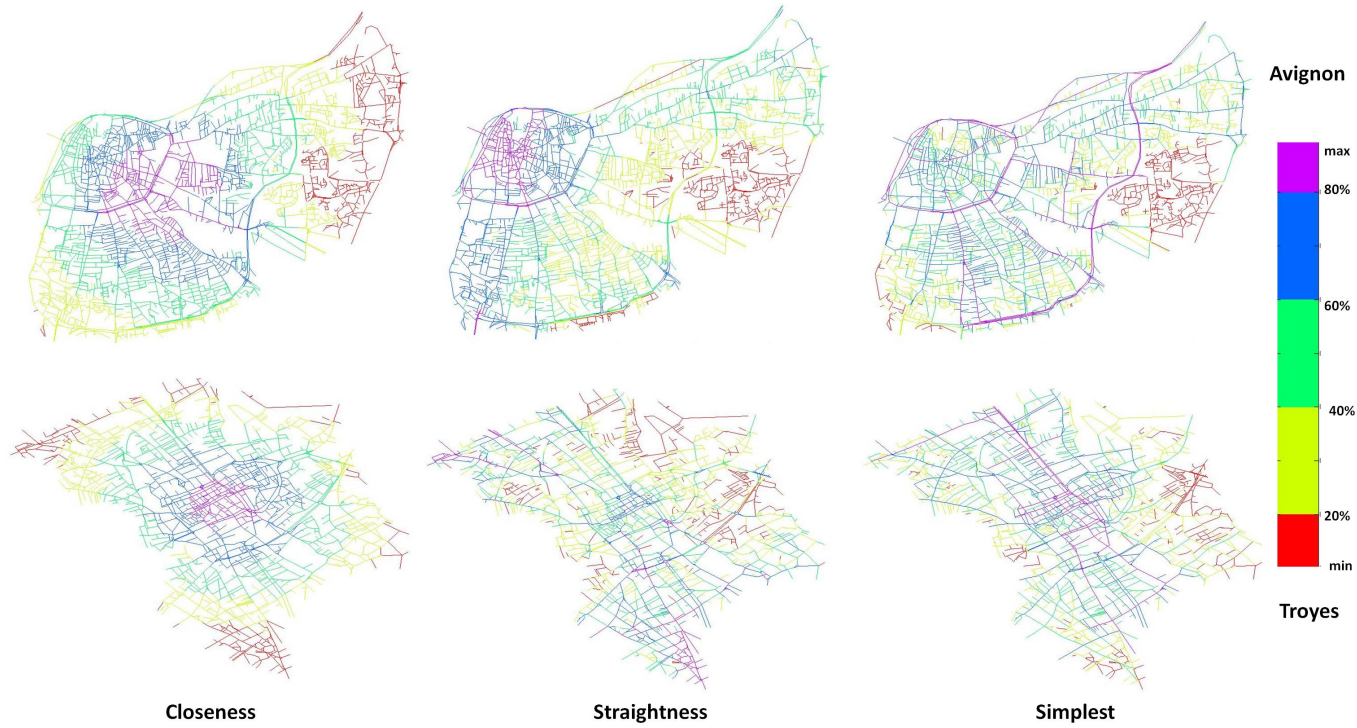 Avignon
max
80%
60%
40%
20%
min
Troyes
Closeness
Straightness
Simplest